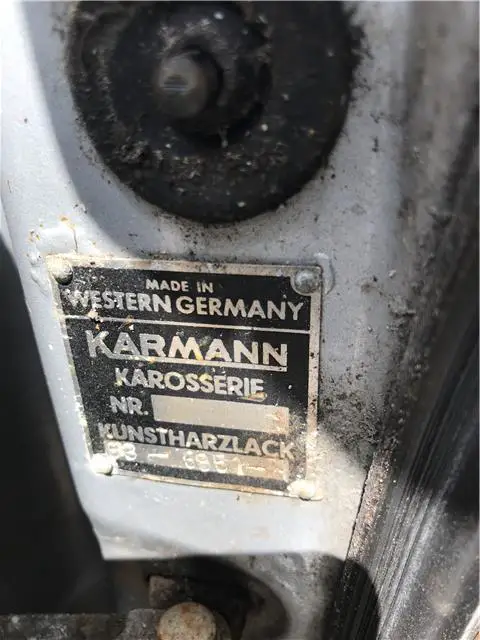 MADE IN
WESTERN GERMANY
KARMANN
KAROSSERIE
NR.
KUNSTHARZLACK